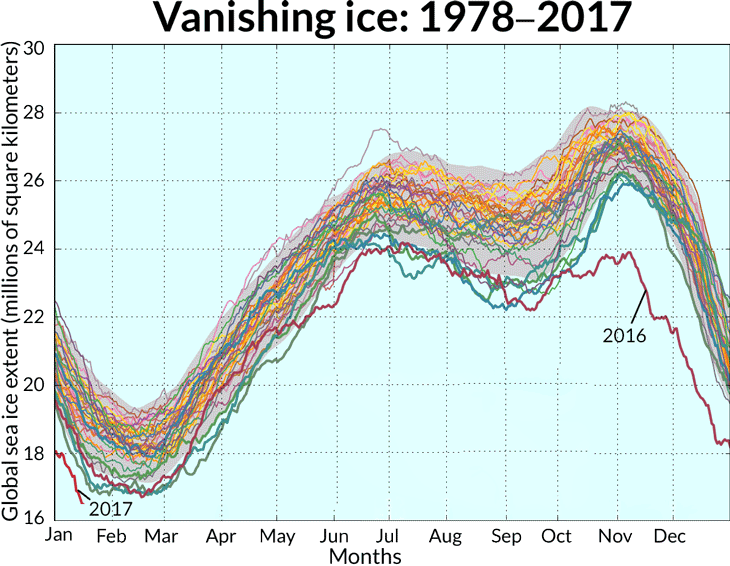 Vanishing ice: 1978–2017
Global sea ice extent (millions of square kilometers)
30
28
26
24
22
20
18
16
2016
2017
Jan Feb Mar Apr May Jun Jul Aug Sep Oct Nov Dec
Months